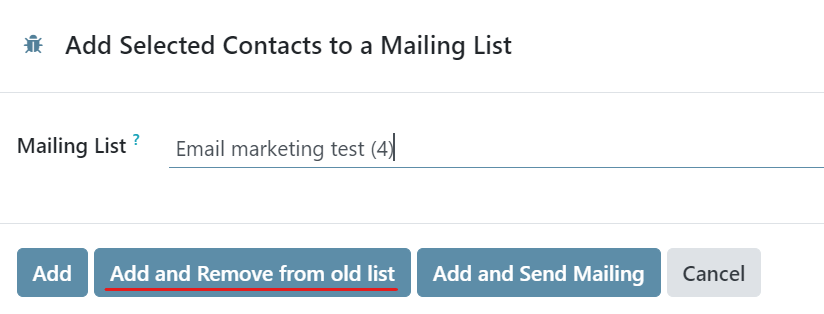 Add Selected Contacts to a Mailing List
Mailing List ? Email marketing test (4)
Add Add and Remove from old list Add and Send Mailing Cancel